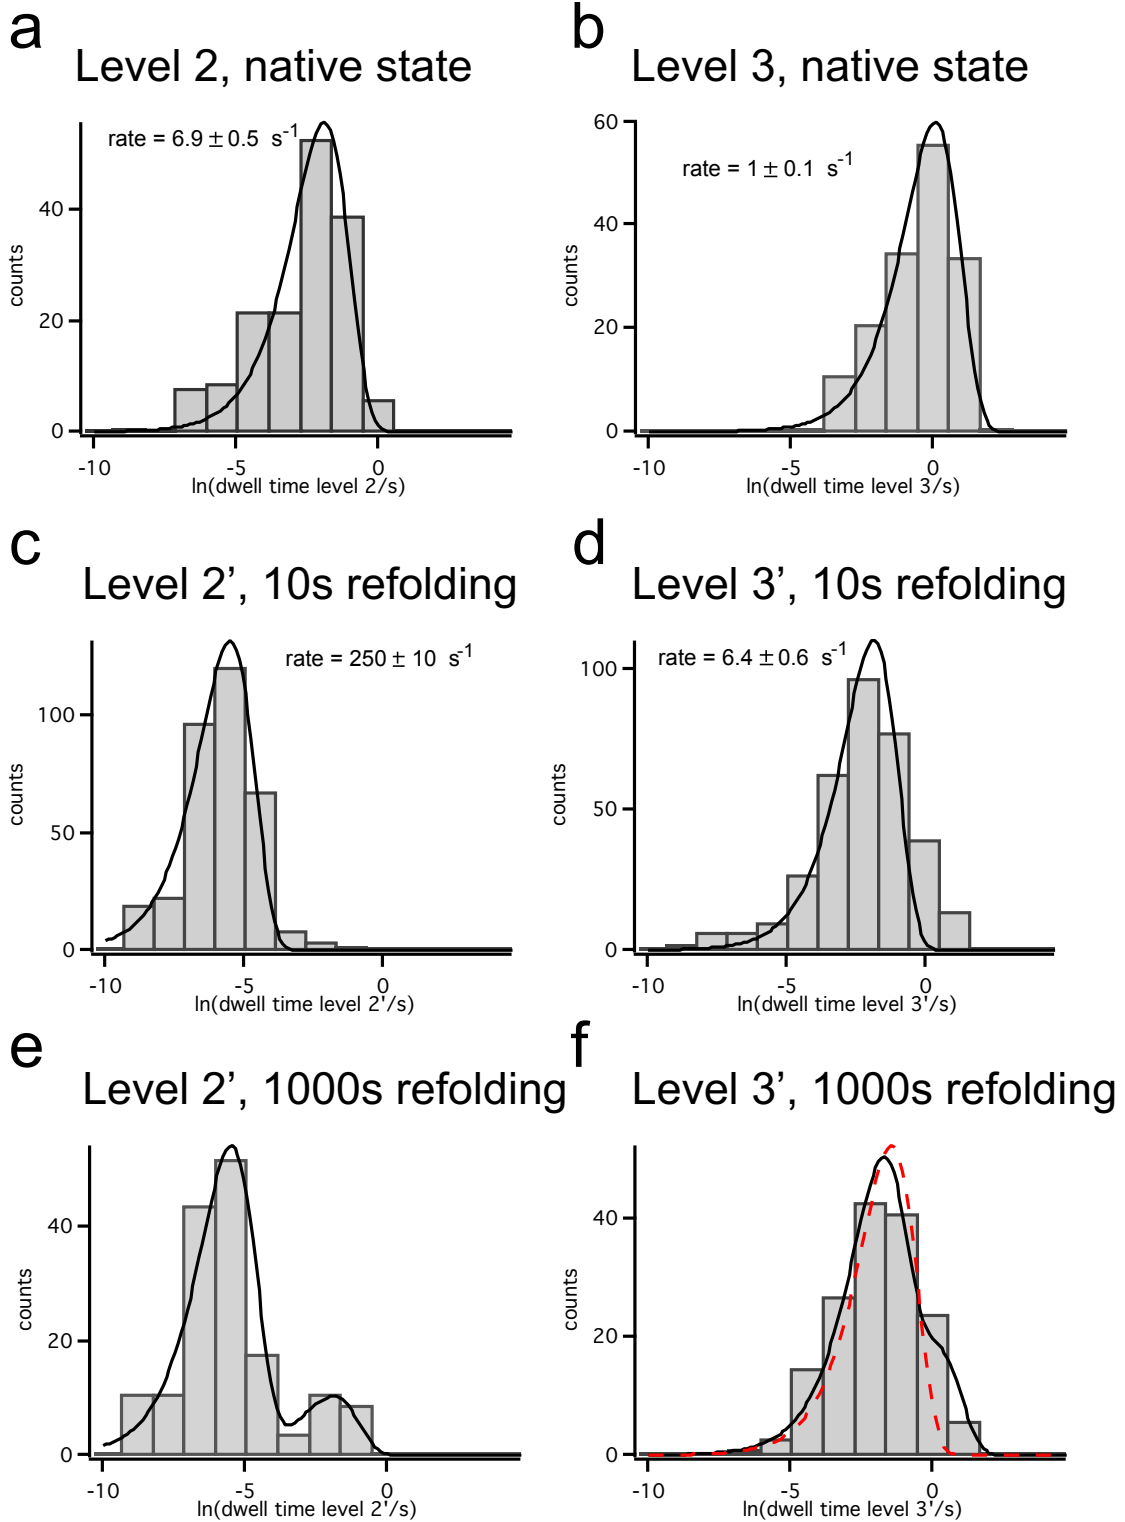 a
Level 2, native state
rate = 6.9 ± 0.5 s⁻¹
counts
40
20
0
-10 -5 0
ln(dwell time level 2/s)
b
Level 3, native state
rate = 1 ± 0.1 s⁻¹
counts
60
40
20
0
-10 -5 0
ln(dwell time level 3/s)
c
Level 2’, 10s refolding
rate = 250 ± 10 s⁻¹
counts
100
50
0
-10 -5 0
ln(dwell time level 2'/s)
d
Level 3’, 10s refolding
rate = 6.4 ± 0.6 s⁻¹
counts
100
50
0
-10 -5 0
ln(dwell time level 3'/s)
e
Level 2’, 1000s refolding
counts
40
20
0
-10 -5 0
ln(dwell time level 2'/s)
f
Level 3’, 1000s refolding
counts
40
20
0
-10 -5 0
ln(dwell time level 3'/s)